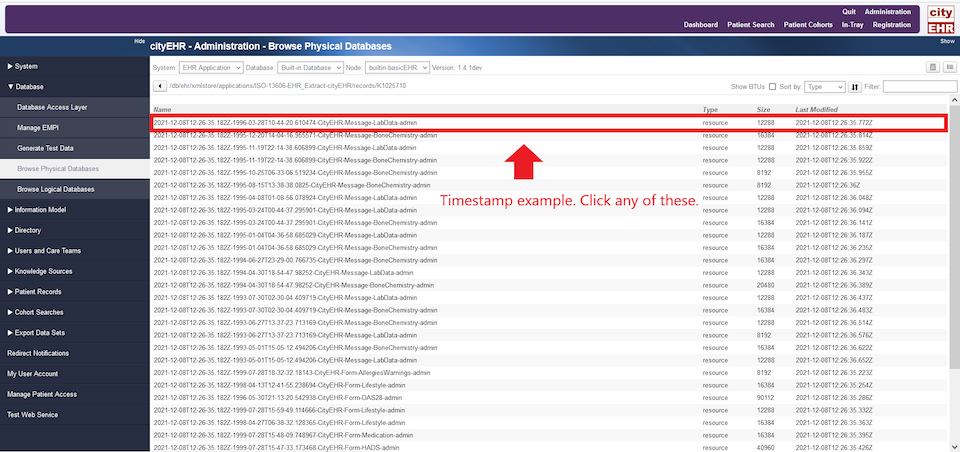 Quit Administration
city
EHR
Dashboard Patient Search Patient Cohorts In-Tray Registration
Hide
cityEHR - Administration - Browse Physical Databases
Show
System
Database
Database Access Layer
Manage EMPI
Generate Test Data
Browse Physical Databases
Browse Logical Databases
Information Model
Directory
Users and Care Teams
Knowledge Sources
Patient Records
Cohort Searches
Export Data Sets
Redirect Notifications
My User Account
Manage Patient Access
Test Web Service
System: EHR Application Database: Built-in Database Node: builtin-basicEHR Version: 1.4.1dev
/db/ehr/xmlstore/applications/ISO-13606-EHR_Extract-cityEHR/records/K1025710
Show BTUs Sort by: Type Filter:
Name Type Size Last Modified
2021-12-08T12-26-35.182Z-1996-03-28T10-44-20.610474-CityEHR-Message-LabData-admin resource 12288 2021-12-08T12:26:35.772Z
2021-12-08T12-26-35.182Z-1995-12-20T14-04-16.955571-CityEHR-Message-BoneChemistry-admin resource 16384 2021-12-08T12:26:35.814Z
2021-12-08T12-26-35.182Z-1995-11-19T22-14-38.606899-CityEHR-Message-LabData-admin resource 12288 2021-12-08T12:26:35.859Z
2021-12-08T12-26-35.182Z-1995-11-19T22-14-38.606899-CityEHR-Message-BoneChemistry-admin resource 12288 2021-12-08T12:26:35.922Z
2021-12-08T12-26-35.182Z-1995-10-25T06-33-06.519234-CityEHR-Message-BoneChemistry-admin resource 8192 2021-12-08T12:26:35.955Z
2021-12-08T12-26-35.182Z-1995-08-15T13-38-38.0825-CityEHR-Message-BoneChemistry-admin resource 8192 2021-12-08T12:26:36Z
2021-12-08T12-26-35.182Z-1995-04-08T01-08-56.078924-CityEHR-Message-LabData-admin resource 12288 2021-12-08T12:26:36.048Z
2021-12-08T12-26-35.182Z-1995-03-24T00-44-37.295901-CityEHR-Message-LabData-admin resource 12288 2021-12-08T12:26:36.094Z
2021-12-08T12-26-35.182Z-1995-03-24T00-44-37.295901-CityEHR-Message-BoneChemistry-admin resource 16384 2021-12-08T12:26:36.141Z
2021-12-08T12-26-35.182Z-1995-01-04T04-36-58.685029-CityEHR-Message-LabData-admin resource 12288 2021-12-08T12:26:36.187Z
2021-12-08T12-26-35.182Z-1995-01-04T04-36-58.685029-CityEHR-Message-BoneChemistry-admin resource 16384 2021-12-08T12:26:36.235Z
2021-12-08T12-26-35.182Z-1994-06-27T23-29-00.766735-CityEHR-Message-BoneChemistry-admin resource 16384 2021-12-08T12:26:36.297Z
2021-12-08T12-26-35.182Z-1994-04-30T18-54-47.98252-CityEHR-Message-LabData-admin resource 12288 2021-12-08T12:26:36.343Z
2021-12-08T12-26-35.182Z-1994-04-30T18-54-47.98252-CityEHR-Message-BoneChemistry-admin resource 20480 2021-12-08T12:26:36.389Z
2021-12-08T12-26-35.182Z-1993-07-30T02-30-04.409719-CityEHR-Message-LabData-admin resource 12288 2021-12-08T12:26:36.437Z
2021-12-08T12-26-35.182Z-1993-07-30T02-30-04.409719-CityEHR-Message-BoneChemistry-admin resource 16384 2021-12-08T12:26:36.483Z
2021-12-08T12-26-35.182Z-1993-06-27T13-37-23.713169-CityEHR-Message-LabData-admin resource 12288 2021-12-08T12:26:36.514Z
2021-12-08T12-26-35.182Z-1993-06-27T13-37-23.713169-CityEHR-Message-BoneChemistry-admin resource 8192 2021-12-08T12:26:36.576Z
2021-12-08T12-26-35.182Z-1993-05-01T15-05-12.494206-CityEHR-Message-BoneChemistry-admin resource 16384 2021-12-08T12:26:36.622Z
2021-12-08T12-26-35.182Z-1993-05-01T15-05-12.494206-CityEHR-Message-LabData-admin resource 12288 2021-12-08T12:26:36.652Z
2021-12-08T12-26-35.182Z-1999-07-28T18-32-32.18143-CityEHR-Form-AllergiesWarnings-admin resource 8192 2021-12-08T12:26:35.223Z
2021-12-08T12-26-35.182Z-1998-04-13T12-41-55.238694-CityEHR-Form-Lifestyle-admin resource 16384 2021-12-08T12:26:35.254Z
2021-12-08T12-26-35.182Z-1996-05-30T21-13-20.542938-CityEHR-Form-DAS28-admin resource 90112 2021-12-08T12:26:35.286Z
2021-12-08T12-26-35.182Z-1999-07-28T15-59-49.114666-CityEHR-Form-Lifestyle-admin resource 12288 2021-12-08T12:26:35.332Z
2021-12-08T12-26-35.182Z-1998-04-27T06-38-32.128365-CityEHR-Form-Lifestyle-admin resource 16384 2021-12-08T12:26:35.363Z
2021-12-08T12-26-35.182Z-1999-07-28T15-48-09.748967-CityEHR-Form-Medication-admin resource 16384 2021-12-08T12:26:35.395Z
2021-12-08T12-26-35.182Z-1999-07-28T15-47-33.173468-CityEHR-Form-HADS-admin resource 40960 2021-12-08T12:26:35.426Z
Timestamp example. Click any of these.